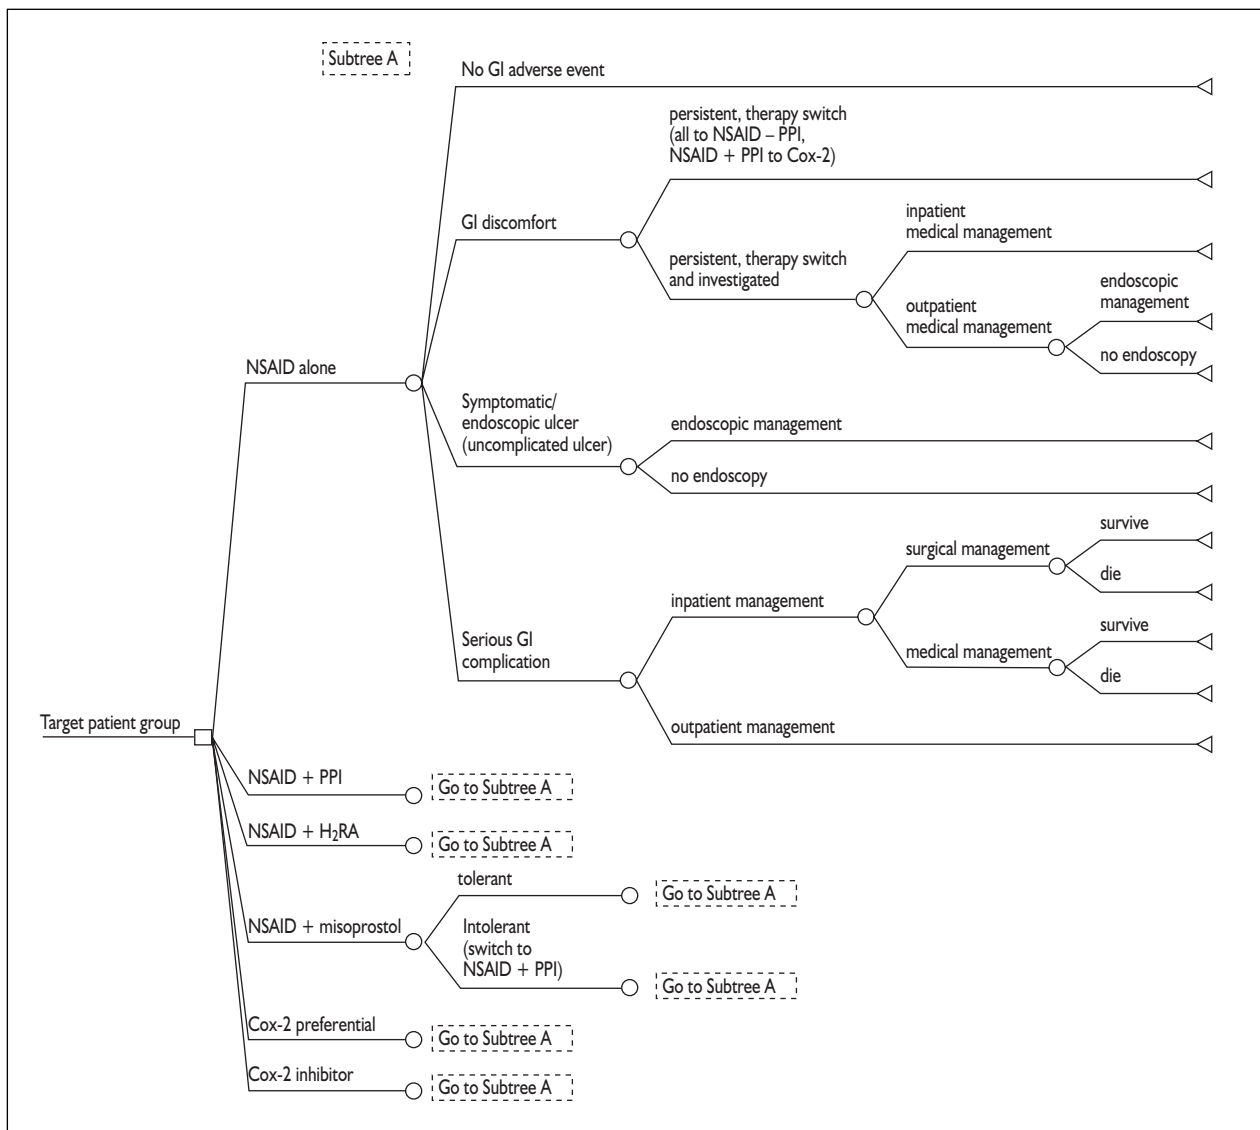 Subtree A
No GI adverse event
persistent, therapy switch
(all to NSAID – PPI,
NSAID + PPI to Cox-2)
GI discomfort
inpatient
medical management
persistent, therapy switch
and investigated
endoscopic
management
outpatient
medical management
no endoscopy
NSAID alone
Symptomatic/
endoscopic ulcer
(uncomplicated ulcer)
endoscopic management
no endoscopy
survive
surgical management
die
inpatient management
survive
Serious GI
complication
medical management
die
Target patient group
outpatient management
NSAID + PPI
Go to Subtree A
NSAID + H₂RA
Go to Subtree A
tolerant
Go to Subtree A
NSAID + misoprostol
Intolerant
(switch to
NSAID + PPI)
Go to Subtree A
Cox-2 preferential
Go to Subtree A
Cox-2 inhibitor
Go to Subtree A